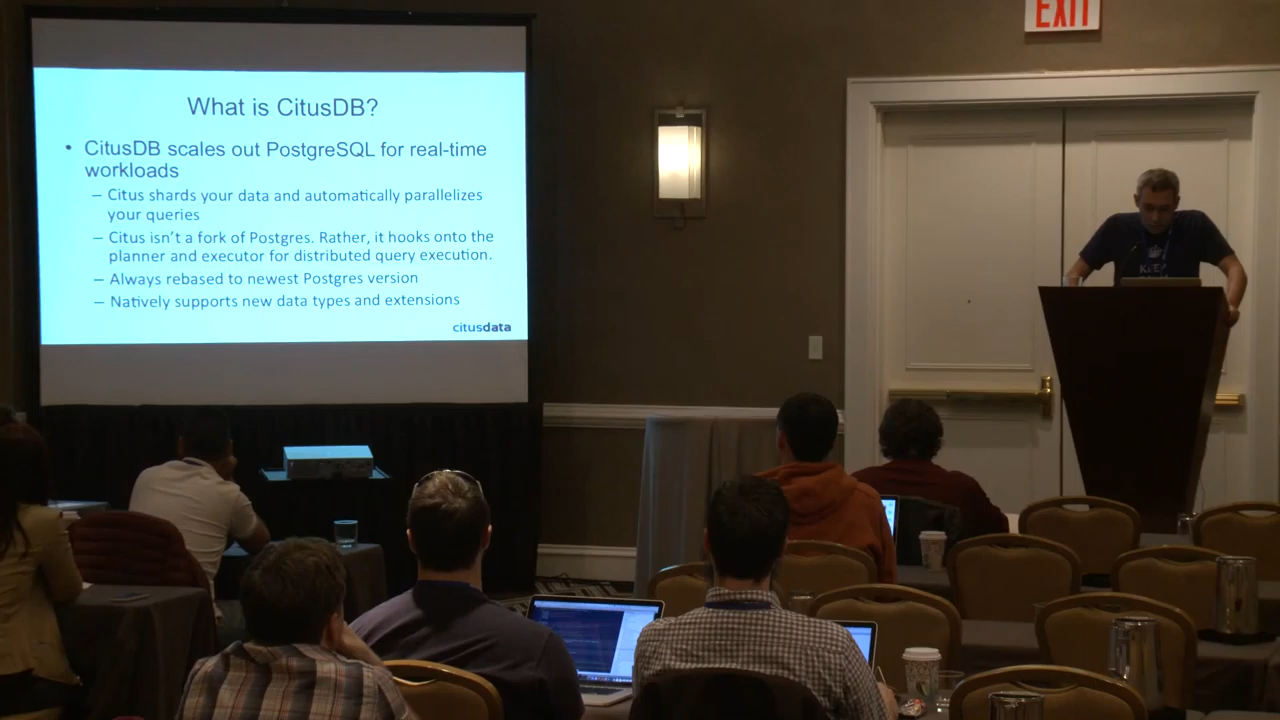 EXIT
What is CitusDB?
• CitusDB scales out PostgreSQL for real-time
workloads
– Citus shards your data and automatically parallelizes
your queries
– Citus isn't a fork of Postgres. Rather, it hooks onto the
planner and executor for distributed query execution.
– Always rebased to newest Postgres version
– Natively supports new data types and extensions
citusdata
KEEP